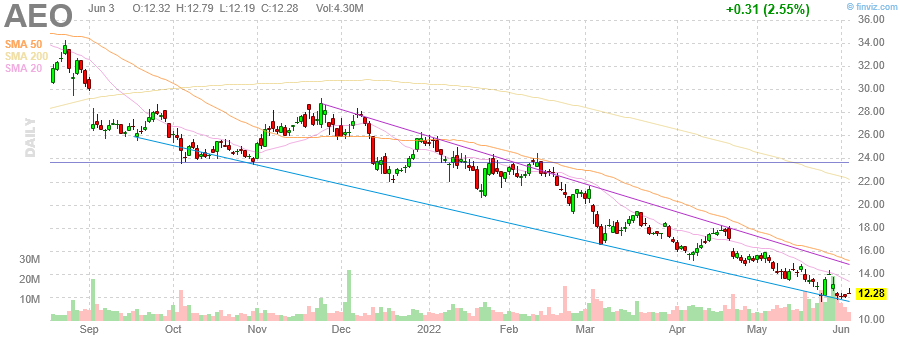 AEO Jun 3 O:12.32 H:12.79 L:12.19 C:12.28 Vol:4.30M +0.31 (2.55%) © finviz.com
SMA 50
SMA 200
SMA 20
DAILY
36.00
34.00
32.00
30.00
28.00
26.00
24.00
22.00
20.00
18.00
16.00
14.00
12.28
10.00
30M
20M
10M
Sep Oct Nov Dec 2022 Feb Mar Apr May Jun